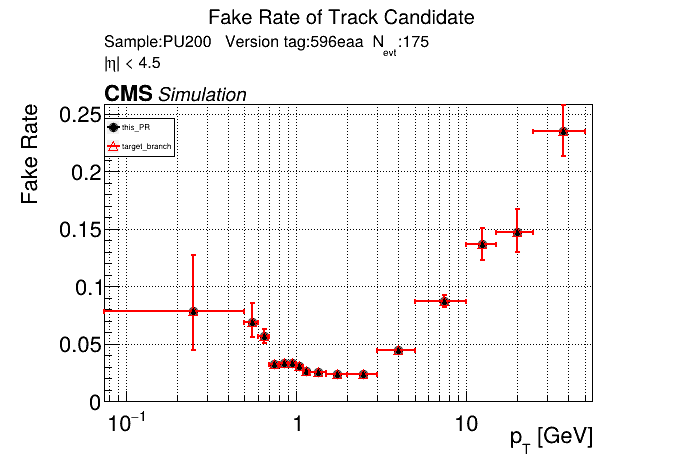 Fake Rate of Track Candidate
Sample:PU200 Version tag:596eaa N_evt:175
|η| < 4.5
CMS Simulation
Fake Rate
0.25
0.2
0.15
0.1
0.05
0
this_PR
target_branch
10⁻¹
1
10
p_T [GeV]